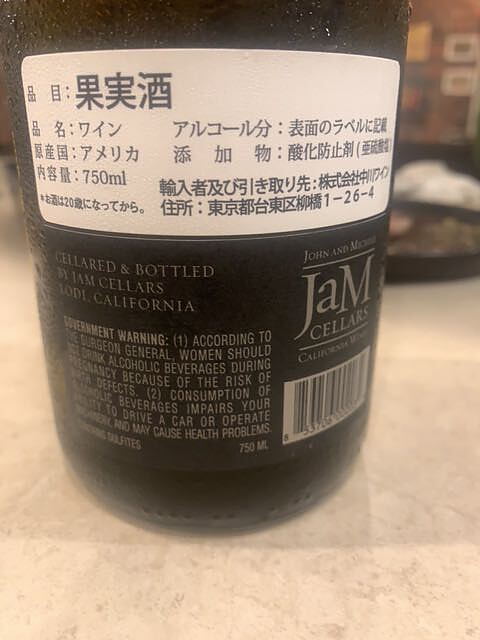 品 目：果実酒
品 名：ワイン アルコール分：表面のラベルに記載
原産国：アメリカ 添 加 物：酸化防止剤(亜硫酸塩
内容量：750ml 輸入者及び引き取り先：株式会社中川ワイン
*お酒は20歳になってから。 住所：東京都台東区柳橋1-26-4
CELLARED & BOTTLED
BY JAM CELLARS
LODI, CALIFORNIA
GOVERNMENT WARNING: (1) ACCORDING TO
THE SURGEON GENERAL, WOMEN SHOULD
DRINK ALCOHOLIC BEVERAGES DURING
PREGNANCY BECAUSE OF THE RISK OF
DEFECTS. (2) CONSUMPTION OF
BEVERAGES IMPAIRS YOUR
TO DRIVE A CAR OR OPERATE
AND MAY CAUSE HEALTH PROBLEMS.
SULFITES 750 ML
JOHN AND
JaM
CELLARS
CALIFORNIA